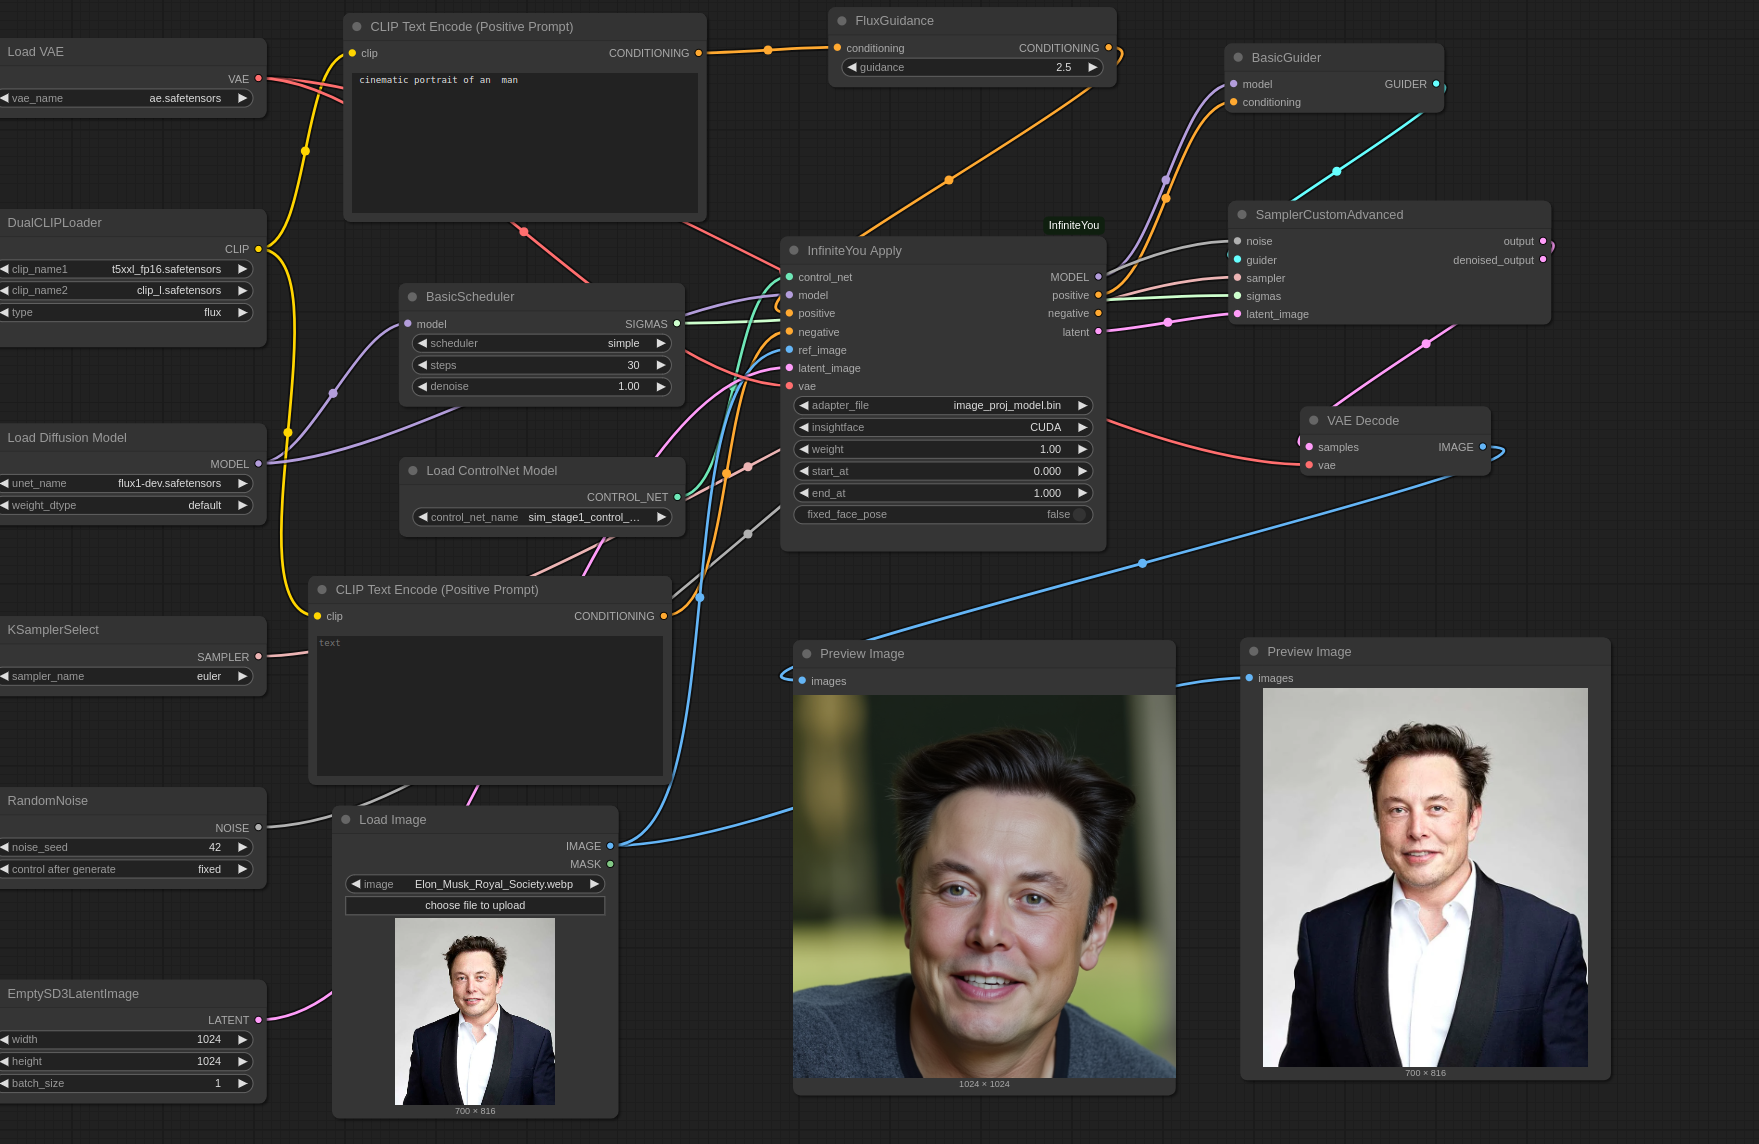 Load VAE
VAE
vae_name ae.safetensors
DualCLIPLoader
CLIP
clip_name1 t5xxl_fp16.safetensors
clip_name2 clip_l.safetensors
type flux
Load Diffusion Model
MODEL
unet_name flux1-dev.safetensors
weight_dtype default
KSamplerSelect
SAMPLER
sampler_name euler
RandomNoise
NOISE
noise_seed 42
control after generate fixed
EmptySD3LatentImage
LATENT
width 1024
height 1024
batch_size 1
CLIP Text Encode (Positive Prompt)
clip CONDITIONING
cinematic portrait of an  man
BasicScheduler
model SIGMAS
scheduler simple
steps 30
denoise 1.00
Load ControlNet Model
CONTROL_NET
control_net_name sim_stage1_control_...
CLIP Text Encode (Positive Prompt)
clip CONDITIONING
text
Load Image
IMAGE
MASK
image Elon_Musk_Royal_Society.webp
choose file to upload
700 × 816
FluxGuidance
conditioning CONDITIONING
guidance 2.5
InfiniteYou
InfiniteYou Apply
control_net MODEL
model positive
positive negative
negative latent
ref_image
latent_image
vae
adapter_file image_proj_model.bin
insightface CUDA
weight 1.00
start_at 0.000
end_at 1.000
fixed_face_pose false
BasicGuider
model GUIDER
conditioning
SamplerCustomAdvanced
noise output
guider denoised_output
sampler
sigmas
latent_image
VAE Decode
samples IMAGE
vae
Preview Image
images
1024 × 1024
Preview Image
images
700 × 816